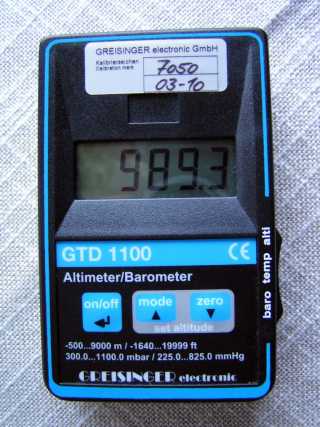 GREISINGER electronic GmbH
Kalibrierzeichen
Calibration mark
7050
03-10
989.3
GTD 1100
CE
Altimeter/Barometer
baro temp alti
on/off
mode
zero
set altitude
-500...9000 m / -1640...19999 ft
300.0...1100.0 mbar / 225.0...825.0 mmHg
GREISINGER electronic